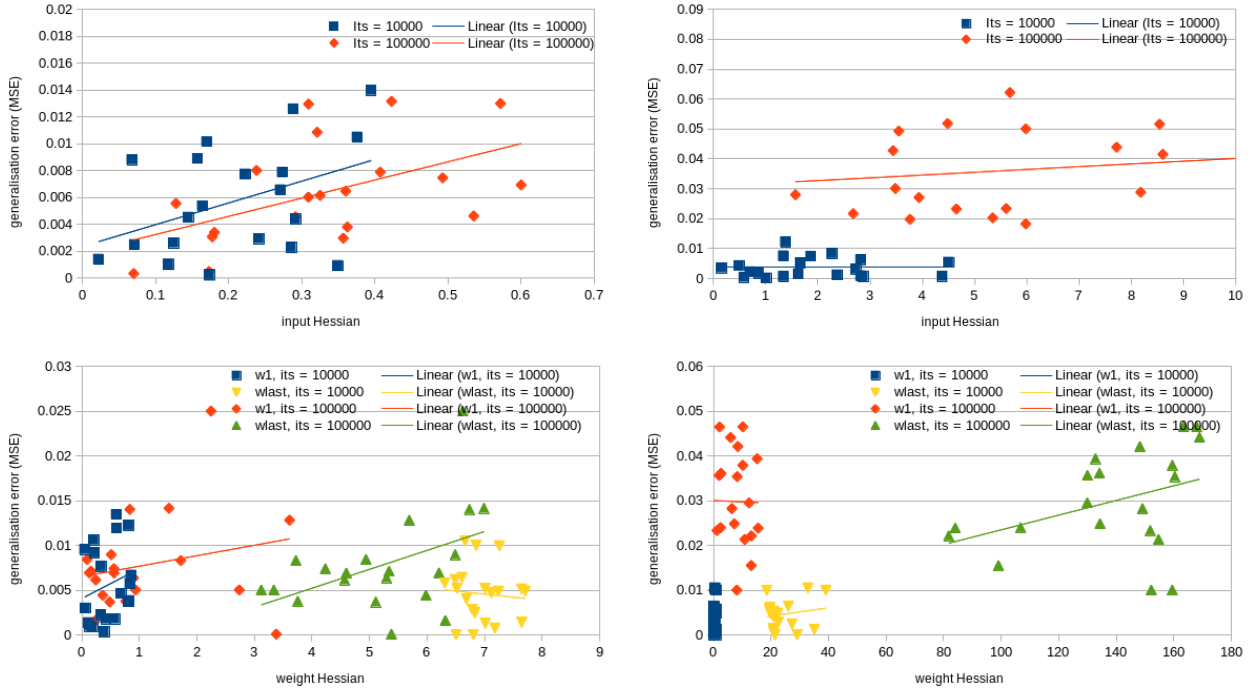 0.02
0.018
0.016
0.014
0.012
0.01
0.008
0.006
0.004
0.002
0
generalisation error (MSE)
Its = 10000 Linear (Its = 10000)
Its = 100000 Linear (Its = 100000)
0 0.1 0.2 0.3 0.4 0.5 0.6 0.7
input Hessian
0.09
0.08
0.07
0.06
0.05
0.04
0.03
0.02
0.01
0
generalisation error (MSE)
Its = 10000 Linear (Its = 10000)
Its = 100000 Linear (Its = 100000)
0 1 2 3 4 5 6 7 8 9 10
input Hessian
0.03
0.025
0.02
0.015
0.01
0.005
0
generalisation error (MSE)
w1, its = 10000 Linear (w1, its = 10000)
wlast, its = 10000 Linear (wlast, its = 10000)
w1, its = 100000 Linear (w1, its = 100000)
wlast, its = 100000 Linear (wlast, its = 100000)
0 1 2 3 4 5 6 7 8 9
weight Hessian
0.06
0.05
0.04
0.03
0.02
0.01
0
generalisation error (MSE)
w1, its = 10000 Linear (w1, its = 10000)
wlast, its = 10000 Linear (wlast, its = 10000)
w1, its = 100000 Linear (w1, its = 100000)
wlast, its = 100000 Linear (wlast, its = 100000)
0 20 40 60 80 100 120 140 160 180
weight Hessian